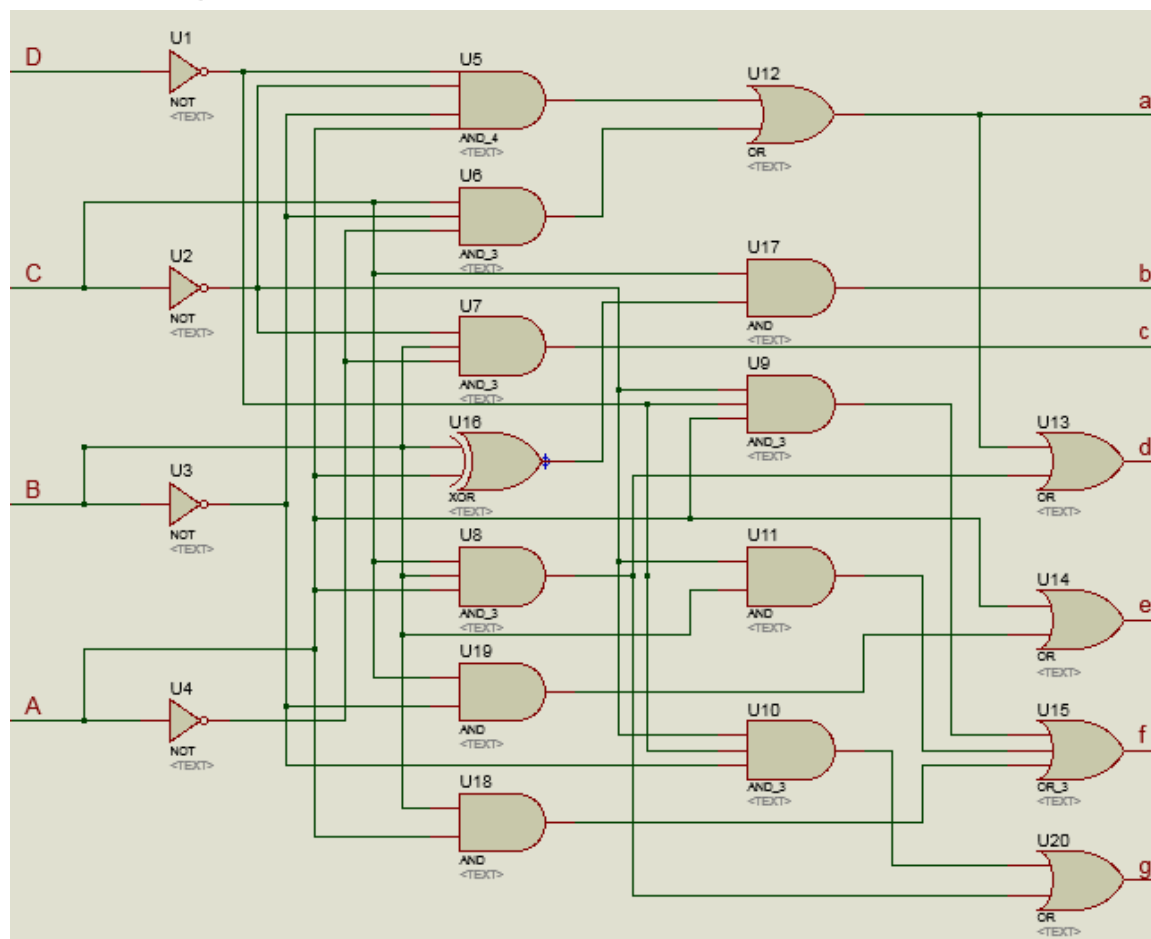 U1
D
NOT
<TEXT>
U5
AND_4
<TEXT>
U12
OR
<TEXT>
a
U6
AND_3
<TEXT>
C
U2
NOT
<TEXT>
U17
AND
<TEXT>
b
U7
AND_3
<TEXT>
c
U9
AND_3
<TEXT>
U16
XOR
<TEXT>
U13
OR
<TEXT>
d
B
U3
NOT
<TEXT>
U8
AND_3
<TEXT>
U11
AND
<TEXT>
U14
OR
<TEXT>
e
A
U4
NOT
<TEXT>
U19
AND
<TEXT>
U10
AND_3
<TEXT>
U15
OR_3
<TEXT>
f
U18
AND
<TEXT>
U20
OR
<TEXT>
g